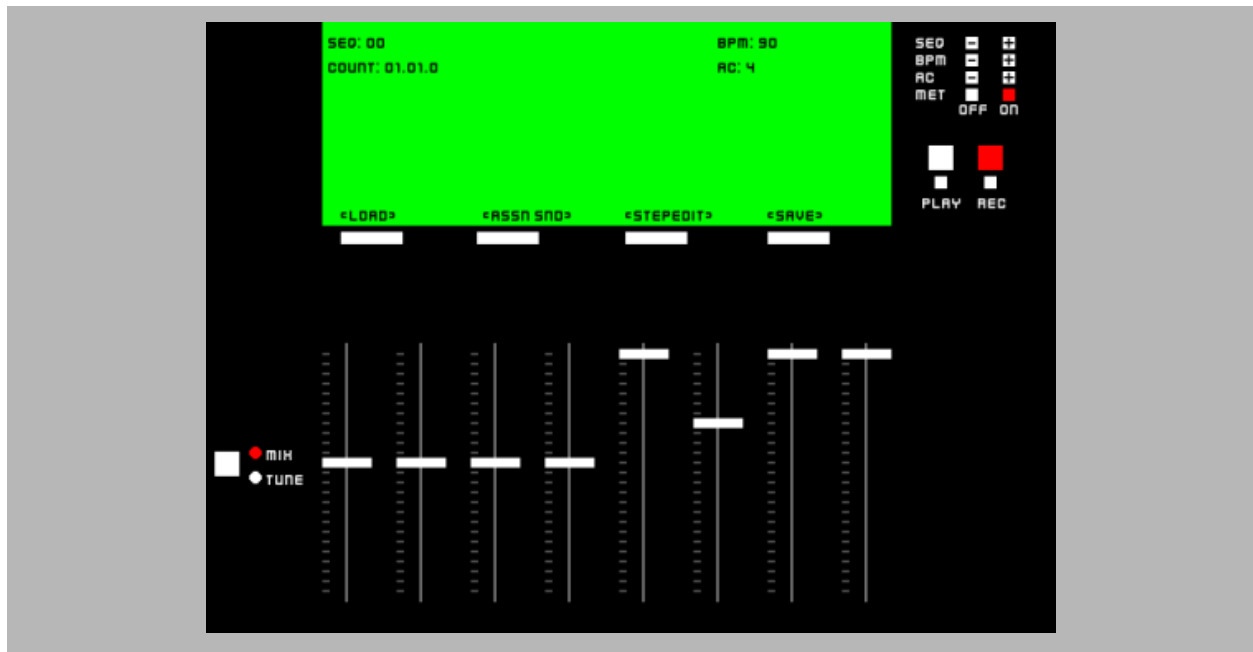 SEQ: 00
BPM: 90
COUNT: 01.01.0
AC: 4
<LOAD> <ASSN SND> <STEPEDIT> <SAVE>
SEQ - +
BPM - +
AC - +
MET
OFF ON
PLAY REC
MIX
TUNE